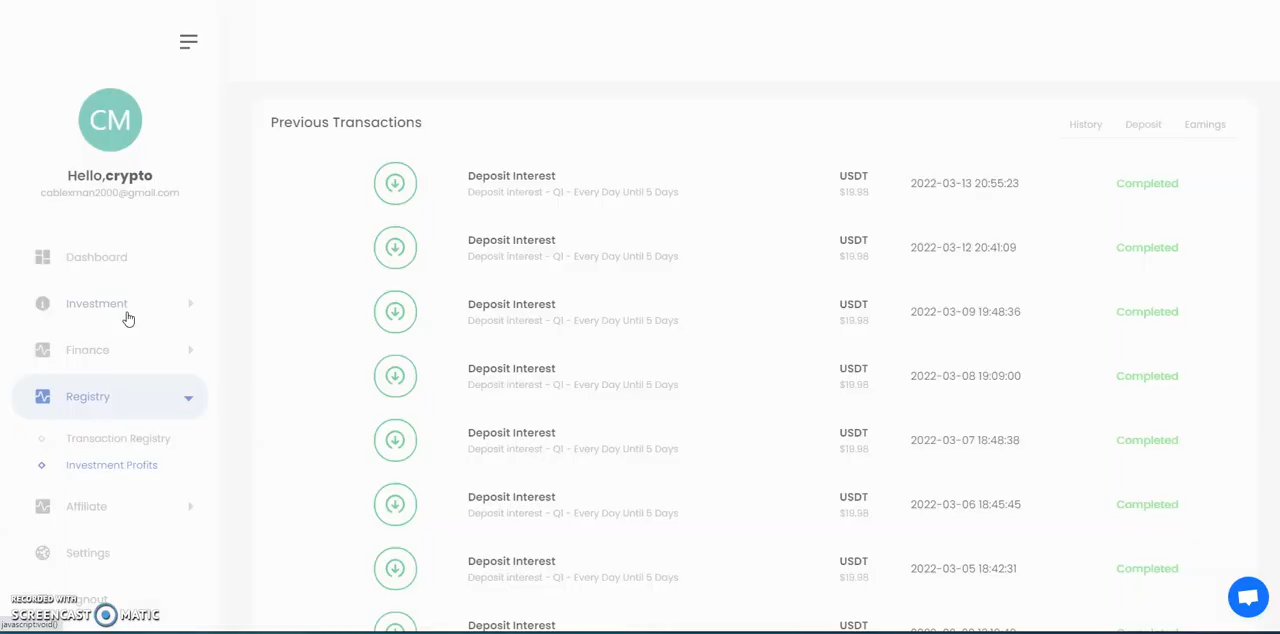 CM
Hello,crypto
cablexman2000@gmail.com
Dashboard
Investment
Finance
Registry
Transaction Registry
Investment Profits
Affiliate
Settings
RECORDED WITH
SCREENCAST MATIC
javascript:void()
Previous Transactions
History Deposit Earnings
Deposit Interest USDT
Deposit interest - Q1 - Every Day Until 5 Days $19.98 2022-03-13 20:55:23 Completed
Deposit Interest USDT
Deposit interest - Q1 - Every Day Until 5 Days $19.98 2022-03-12 20:41:09 Completed
Deposit Interest USDT
Deposit interest - Q1 - Every Day Until 5 Days $19.98 2022-03-09 19:48:36 Completed
Deposit Interest USDT
Deposit interest - Q1 - Every Day Until 5 Days $19.98 2022-03-08 19:09:00 Completed
Deposit Interest USDT
Deposit interest - Q1 - Every Day Until 5 Days $19.98 2022-03-07 18:48:38 Completed
Deposit Interest USDT
Deposit interest - Q1 - Every Day Until 5 Days $19.98 2022-03-06 18:45:45 Completed
Deposit Interest USDT
Deposit interest - Q1 - Every Day Until 5 Days $19.98 2022-03-05 18:42:31 Completed
Deposit Interest USDT